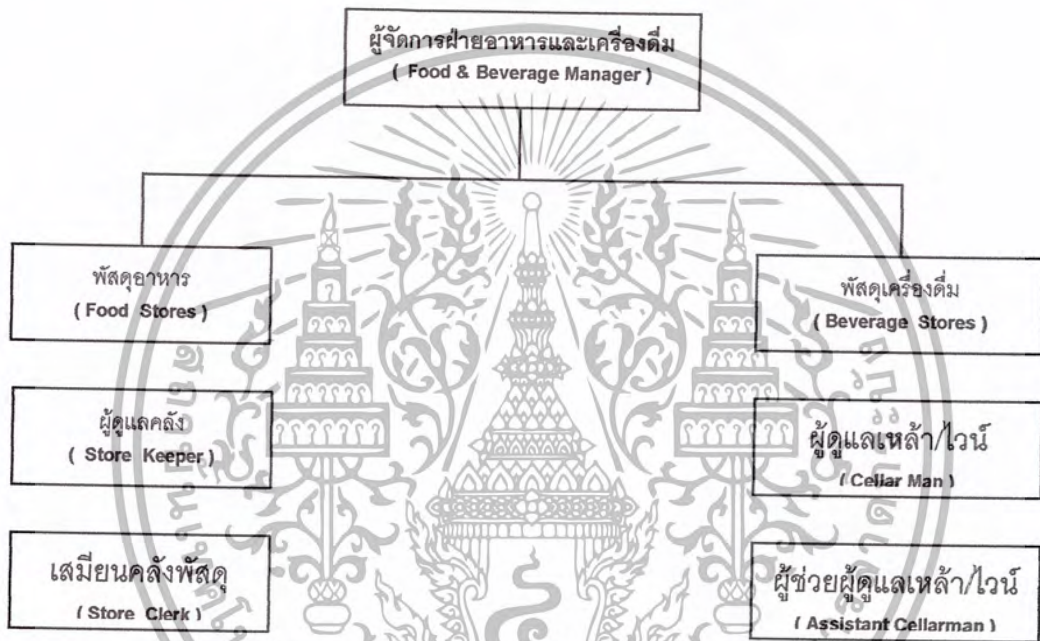 ผู้จัดการฝ่ายอาหารและเครื่องดื่ม
( Food & Beverage Manager )
พัสดุอาหาร
( Food Stores )
พัสดุเครื่องดื่ม
( Beverage Stores )
ผู้ดูแลคลัง
( Store Keeper )
ผู้ดูแลเหล้า/ไวน์
( Cellar Man )
เสมียนคลังพัสดุ
( Store Clerk )
ผู้ช่วยผู้ดูแลเหล้า/ไวน์
( Assistant Cellarman )